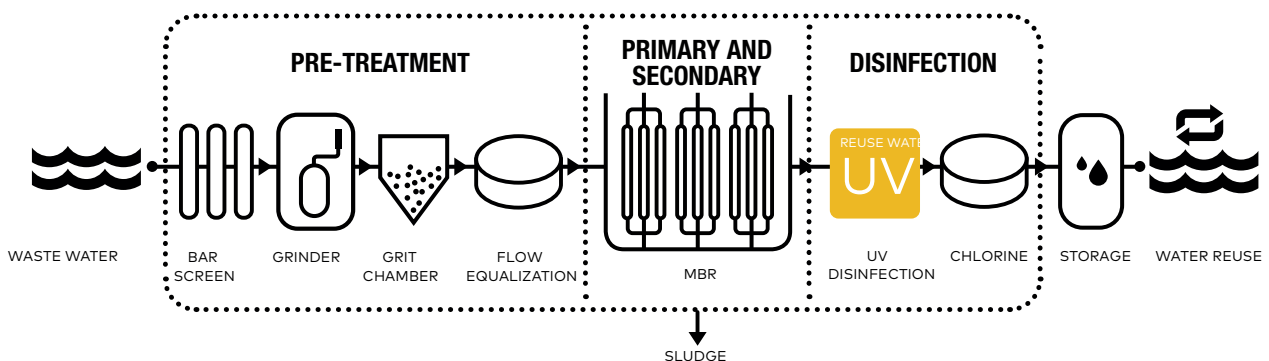 PRE-TREATMENT
PRIMARY AND
SECONDARY
DISINFECTION
REUSE WATE
UV
WASTE WATER
BAR
SCREEN
GRINDER
GRIT
CHAMBER
FLOW
EQUALIZATION
MBR
UV
DISINFECTION
CHLORINE
STORAGE
WATER REUSE
SLUDGE